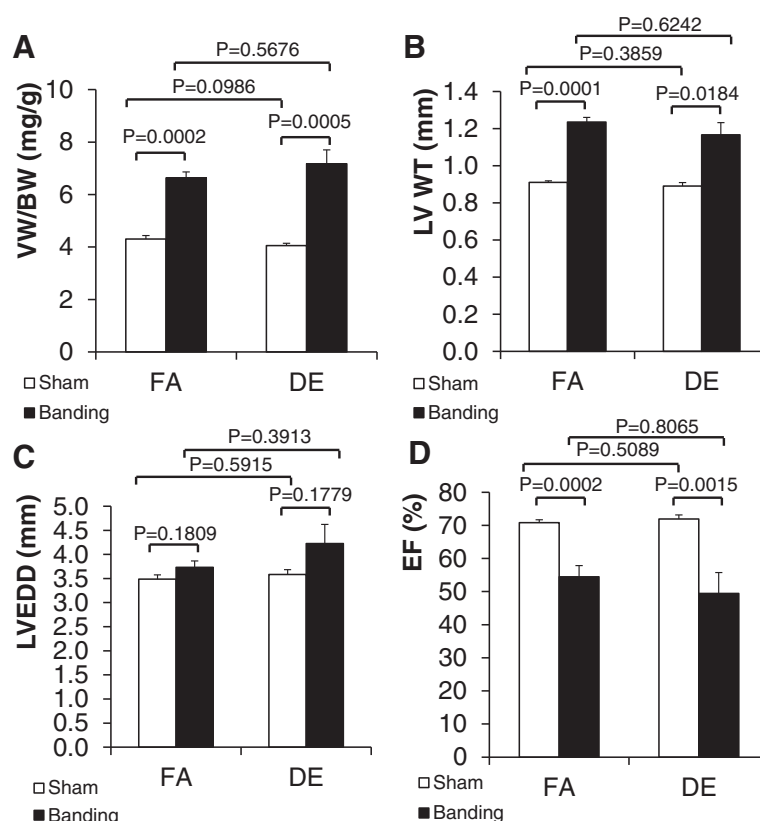 A
P=0.5676
P=0.0986
P=0.0002
P=0.0005
VW/BW (mg/g)
10
8
6
4
2
0
FA
DE
Sham
Banding
B
P=0.6242
P=0.3859
P=0.0001
P=0.0184
LV WT (mm)
1.4
1.2
1.0
0.8
0.6
0.4
0.2
0.0
FA
DE
Sham
Banding
C
P=0.3913
P=0.5915
P=0.1779
P=0.1809
LVEDD (mm)
5.0
4.5
4.0
3.5
3.0
2.5
2.0
1.5
1.0
0.5
0.0
FA
DE
Sham
Banding
D
P=0.8065
P=0.5089
P=0.0002
P=0.0015
EF (%)
80
70
60
50
40
30
20
10
0
FA
DE
Sham
Banding